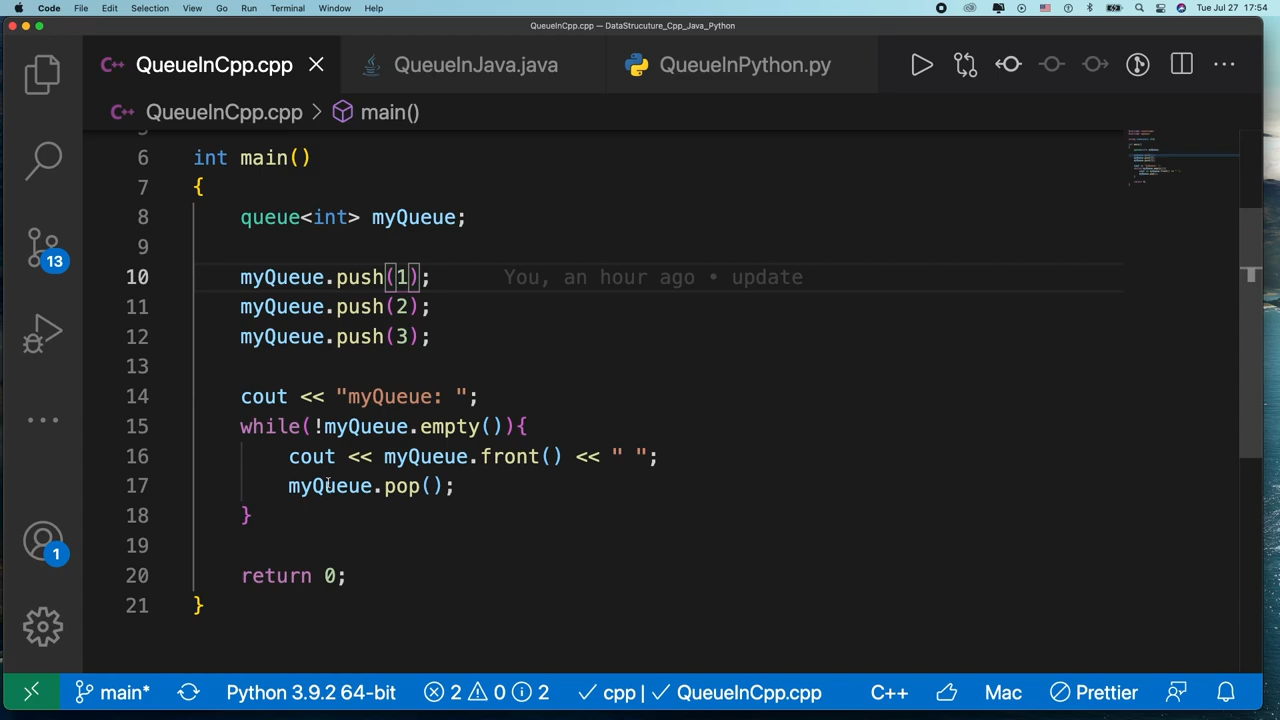 Code File Edit Selection View Go Run Terminal Window Help Tue Jul 27 17:54
QueueInCpp.cpp — DataStrucuture_Cpp_Java_Python
QueueInCpp.cpp QueueInJava.java QueueInPython.py
QueueInCpp.cpp > main()
6 int main()
7 {
8 queue<int> myQueue;
9
10 myQueue.push(1); You, an hour ago • update
11 myQueue.push(2);
12 myQueue.push(3);
13
14 cout << "myQueue: ";
15 while(!myQueue.empty()){
16 cout << myQueue.front() << " ";
17 myQueue.pop();
18 }
19
20 return 0;
21 }
13
1
main* Python 3.9.2 64-bit 2 0 2 cpp | QueueInCpp.cpp C++ Mac Prettier